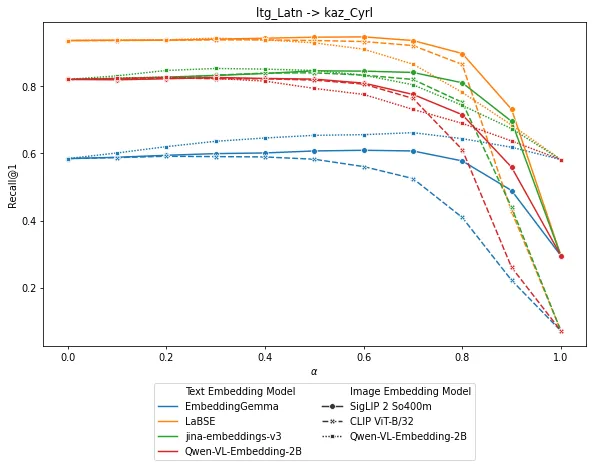 ltg_Latn -> kaz_Cyrl
Recall@1
0.8
0.6
0.4
0.2
0.0 0.2 0.4 0.6 0.8 1.0
α
Text Embedding Model Image Embedding Model
EmbeddingGemma SigLIP 2 So400m
LaBSE CLIP ViT-B/32
jina-embeddings-v3 Qwen-VL-Embedding-2B
Qwen-VL-Embedding-2B